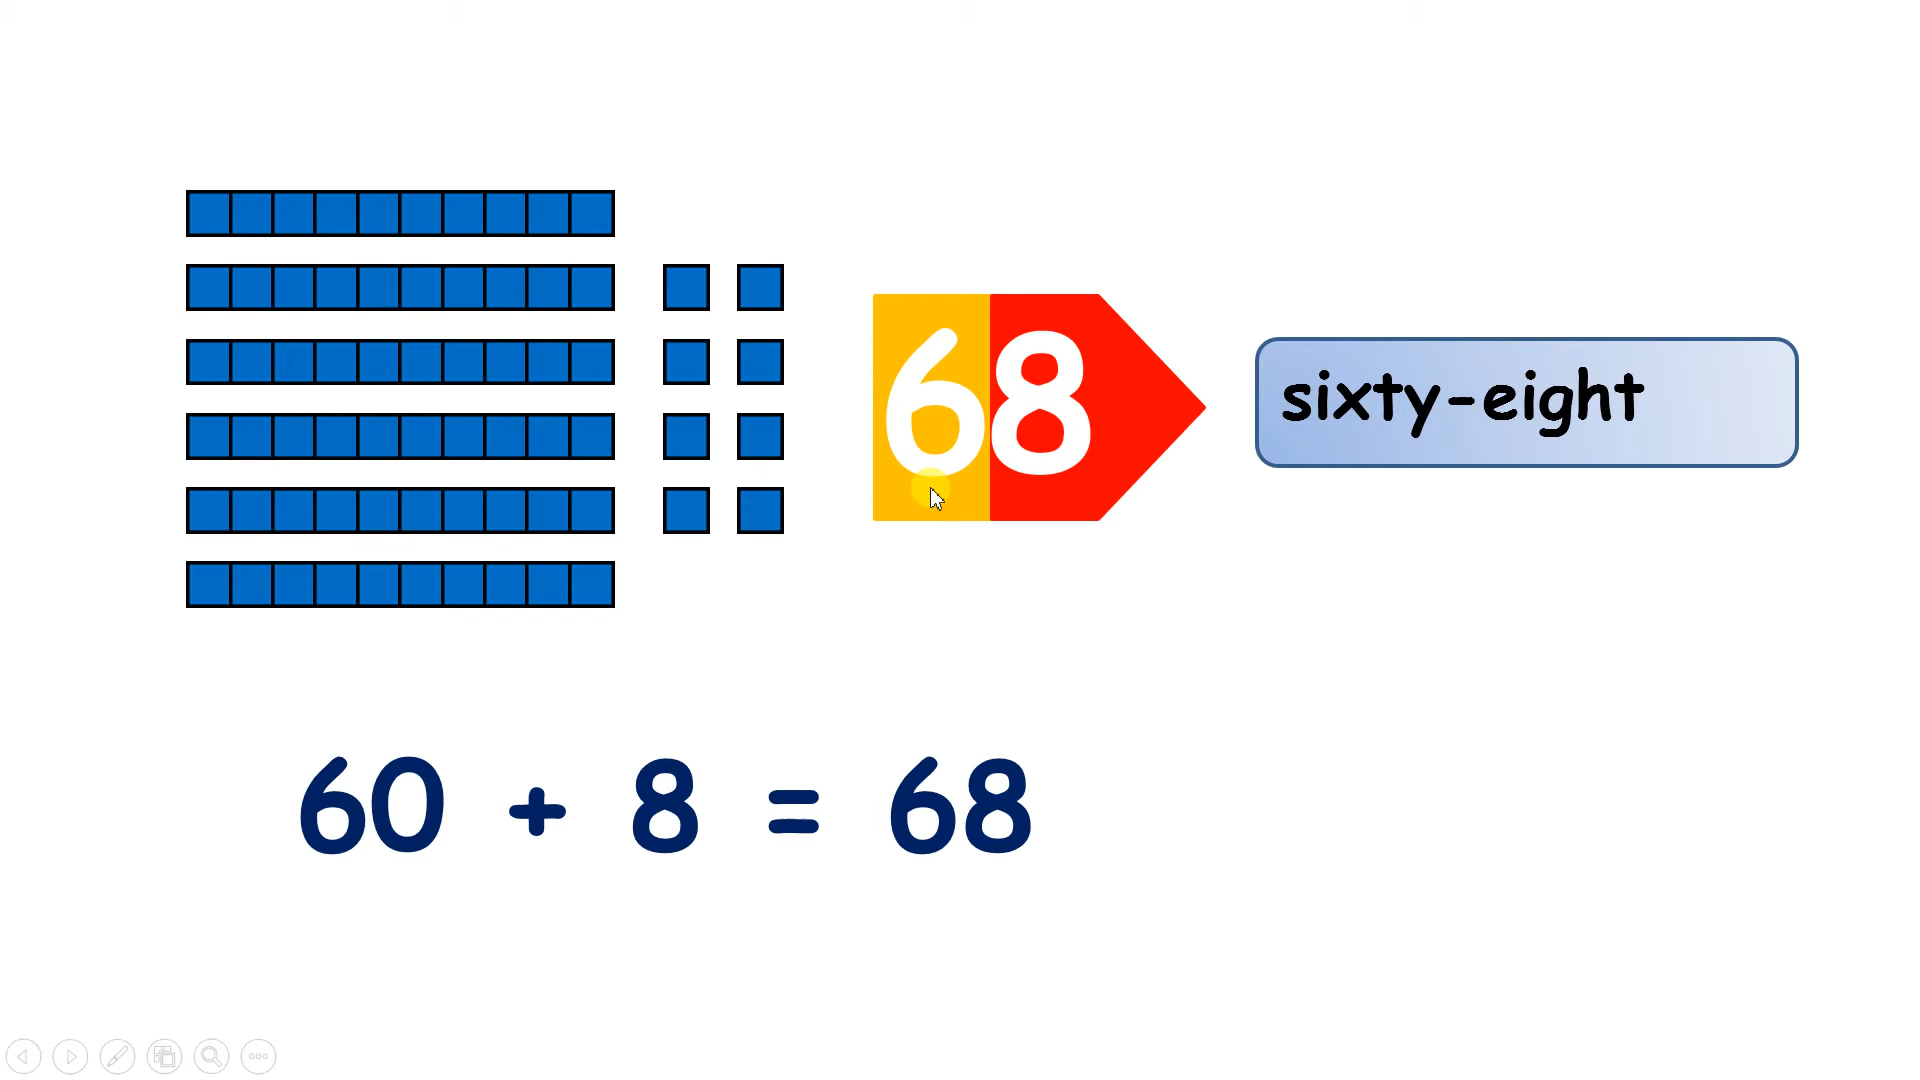 68
sixty-eight
60 + 8 = 68